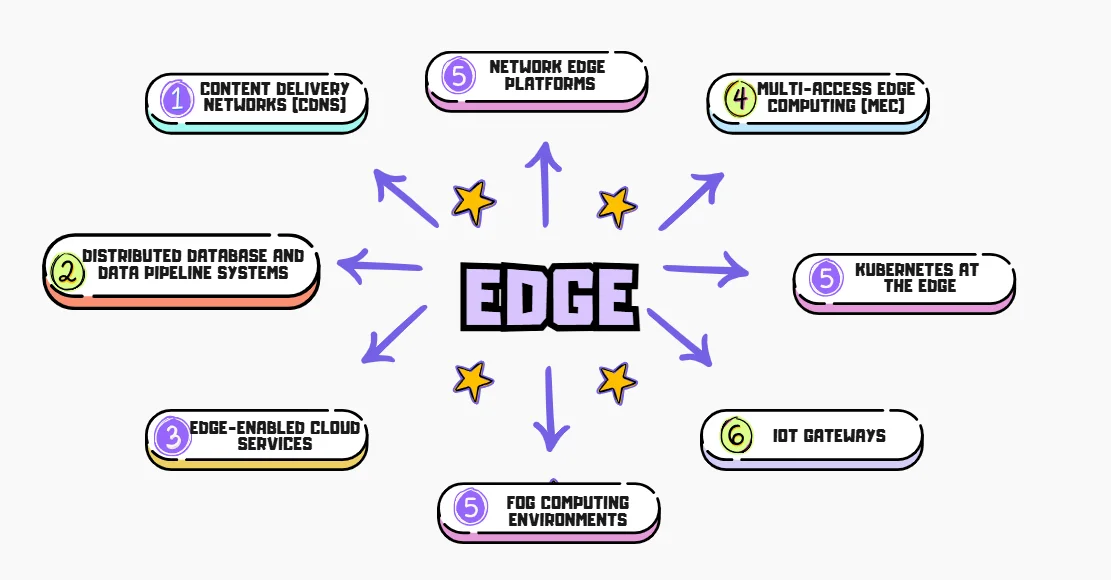 5
NETWORK EDGE
PLATFORMS
1
CONTENT DELIVERY
NETWORKS [CDNS]
4
MULTI-ACCESS EDGE
COMPUTING [MEC]
2
DISTRIBUTED DATABASE AND
DATA PIPELINE SYSTEMS
EDGE
5
KUBERNETES AT
THE EDGE
3
EDGE-ENABLED CLOUD
SERVICES
6
IOT GATEWAYS
5
FOG COMPUTING
ENVIRONMENTS